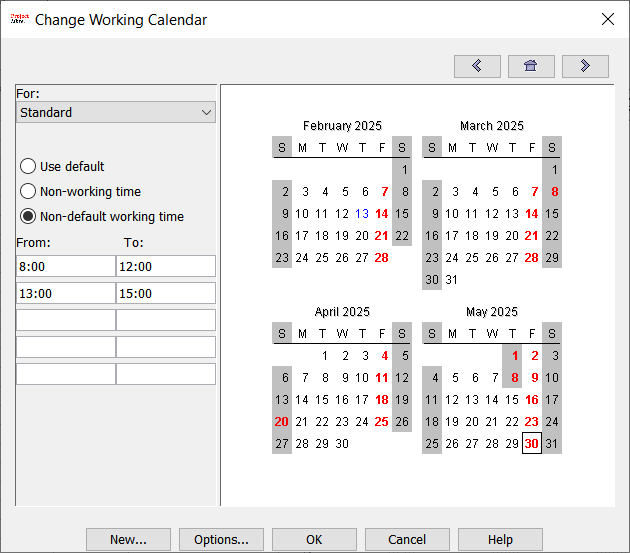 Project
Libre
Change Working Calendar
For:
Standard
Use default
Non-working time
Non-default working time
From: To:
8:00 12:00
13:00 15:00
February 2025
S M T W T F S
1
2 3 4 5 6 7 8
9 10 11 12 13 14 15
16 17 18 19 20 21 22
23 24 25 26 27 28
March 2025
S M T W T F S
1
2 3 4 5 6 7 8
9 10 11 12 13 14 15
16 17 18 19 20 21 22
23 24 25 26 27 28 29
30 31
April 2025
S M T W T F S
1 2 3 4 5
6 7 8 9 10 11 12
13 14 15 16 17 18 19
20 21 22 23 24 25 26
27 28 29 30
May 2025
S M T W T F S
1 2 3
4 5 6 7 8 9 10
11 12 13 14 15 16 17
18 19 20 21 22 23 24
25 26 27 28 29 30 31
New... Options... OK Cancel Help